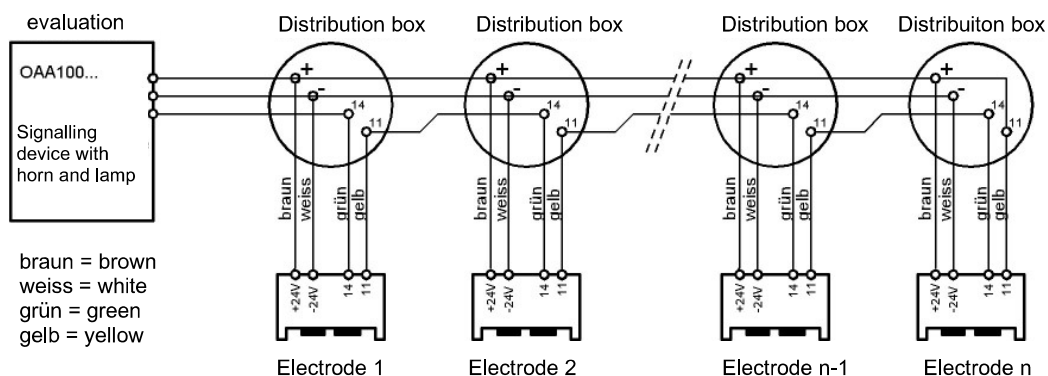 evaluation
Distribution box
Distribution box
Distribution box
Distribuiton box
OAA100...
Signalling
device with
horn and lamp
+
-
14
11
+
-
14
11
+
-
14
11
+
-
14
11
braun
weiss
grün
gelb
braun
weiss
grün
gelb
braun
weiss
grün
gelb
braun
weiss
grün
gelb
braun = brown
weiss = white
grün = green
gelb = yellow
+24V
-24V
14
11
+24V
-24V
14
11
+24V
-24V
14
11
+24V
-24V
14
11
Electrode 1
Electrode 2
Electrode n-1
Electrode n